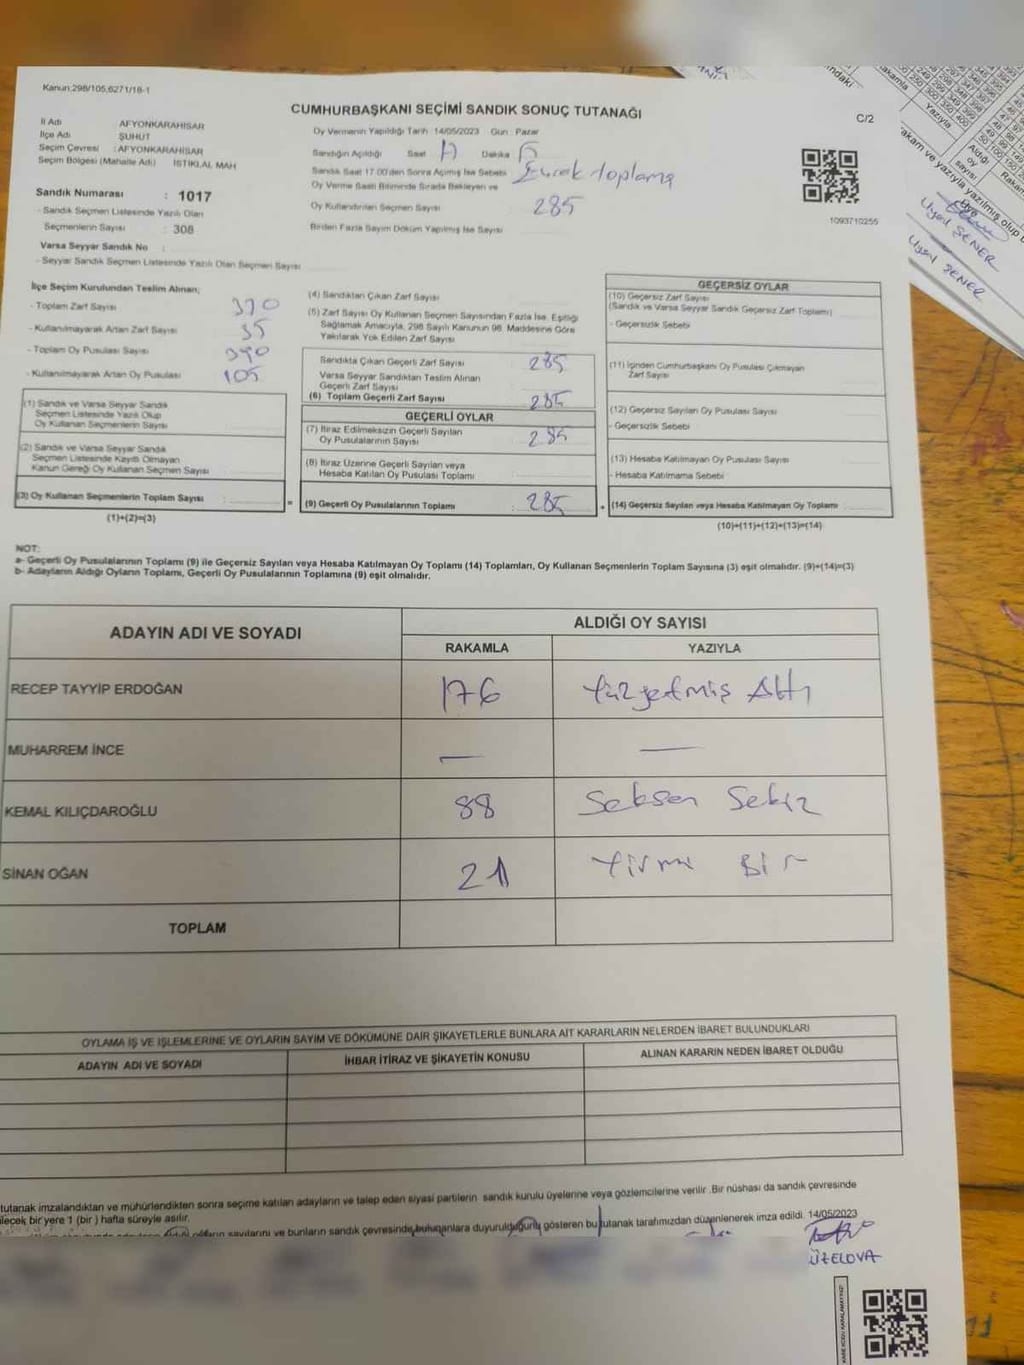 Kanun:298/105,6271/18-1
CUMHURBAŞKANI SEÇİMİ SANDIK SONUÇ TUTANAĞI
C/2
İl Adı AFYONKARAHİSAR
İlçe Adı ŞUHUT
Seçim Çevresi : AFYONKARAHİSAR
Seçim Bölgesi (Mahalle Adı) İSTİKLAL MAH
Sandık Numarası : 1017
- Sandık Seçmen Listesinde Yazılı Olan
Seçmenlerin Sayısı : 308
Varsa Seyyar Sandık No :
- Seyyar Sandık Seçmen Listesinde Yazılı Olan Seçmen Sayısı
Oy Vermenin Yapıldığı Tarih 14/05/2023 Gün : Pazar
Sandığın Açıldığı Saat Dakika
Sandık Saat 17.00'den Sonra Açılmış İse Sebebi Evrak toplama
Oy Verme Saati Bitiminde Sırada Bekleyen ve
Oy Kullandırılan Seçmen Sayısı 285
Birden Fazla Sayım Döküm Yapılmış İse Sayısı
1093710255
İlçe Seçim Kurulundan Teslim Alınan;
- Toplam Zarf Sayısı 370
- Kullanılmayarak Artan Zarf Sayısı 35
- Toplam Oy Pusulası Sayısı 390
- Kullanılmayarak Artan Oy Pusulası 105
(1) Sandık ve Varsa Seyyar Sandık
Seçmen Listesinde Yazılı Olup
Oy Kullanan Seçmenlerin Sayısı
(2) Sandık ve Varsa Seyyar Sandık
Seçmen Listesinde Kayıtlı Olmayan
Kanun Gereği Oy Kullanan Seçmen Sayısı
(3) Oy Kullanan Seçmenlerin Toplam Sayısı :
(1)+(2)=(3)
(4) Sandıktan Çıkan Zarf Sayısı
(5) Zarf Sayısı Oy Kullanan Seçmen Sayısından Fazla İse, Eşitliği
Sağlamak Amacıyla, 298 Sayılı Kanunun 98. Maddesine Göre
Yakılarak Yok Edilen Zarf Sayısı
Sandıkta Çıkan Geçerli Zarf Sayısı 285
Varsa Seyyar Sandıktan Teslim Alınan
Geçerli Zarf Sayısı
(6) Toplam Geçerli Zarf Sayısı 285
GEÇERLİ OYLAR
(7) İtiraz Edilmeksizin Geçerli Sayılan
Oy Pusulalarının Sayısı 285
(8) İtiraz Üzerine Geçerli Sayılan veya
Hesaba Katılan Oy Pusulası Toplamı
= (9) Geçerli Oy Pusulalarının Toplamı : 285
GEÇERSİZ OYLAR
(10) Geçersiz Zarf Sayısı
(Sandık ve Varsa Seyyar Sandık Geçersiz Zarf Toplamı)
- Geçersizlik Sebebi
(11) İçinden Cumhurbaşkanı Oy Pusulası Çıkmayan
Zarf Sayısı
(12) Geçersiz Sayılan Oy Pusulası Sayısı
- Geçersizlik Sebebi
(13) Hesaba Katılmayan Oy Pusulası Sayısı
- Hesaba Katılmama Sebebi
+ (14) Geçersiz Sayılan veya Hesaba Katılmayan Oy Toplamı :
(10)+(11)+(12)+(13)=(14)
NOT:
a- Geçerli Oy Pusulalarının Toplamı (9) ile Geçersiz Sayılan veya Hesaba Katılmayan Oy Toplamı (14) Toplamları, Oy Kullanan Seçmenlerin Toplam Sayısına (3) eşit olmalıdır. (9)+(14)=(3)
b- Adayların Aldığı Oyların Toplamı, Geçerli Oy Pusulalarının Toplamına (9) eşit olmalıdır.
ADAYIN ADI VE SOYADI
ALDIĞI OY SAYISI
RAKAMLA YAZIYLA
RECEP TAYYİP ERDOĞAN 176 Yüzyetmiş Altı
MUHARREM İNCE — —
KEMAL KILIÇDAROĞLU 88 Seksen Sekiz
SİNAN OĞAN 21 Yirmi Bir
TOPLAM
OYLAMA İŞ VE İŞLEMLERİNE VE OYLARIN SAYIM VE DÖKÜMÜNE DAİR ŞİKAYETLERLE BUNLARA AİT KARARLARIN NELERDEN İBARET BULUNDUKLARI
ADAYIN ADI VE SOYADI İHBAR İTİRAZ VE ŞİKAYETİN KONUSU ALINAN KARARIN NEDEN İBARET OLDUĞU
tutanak imzalandıktan ve mühürlendikten sonra seçime katılan adayların ve talep eden siyasi partilerin sandık kurulu üyelerine veya gözlemcilerine verilir .Bir nüshası da sandık çevresinde
ilecek bir yere 1 (bir ) hafta süreyle asılır.
sayılarını ve bunların sandık çevresinde bulunanlara duyurulduğunu gösteren bu tutanak tarafımızdan düzenlenerek imza edildi. 14/05/2023
ÜZELOVA
Yazıyla
Aldığı
oy
sayısı
akam ve yazıyla yazılmış olup
Üye
Uysal ŞENER
Uysal ŞENER